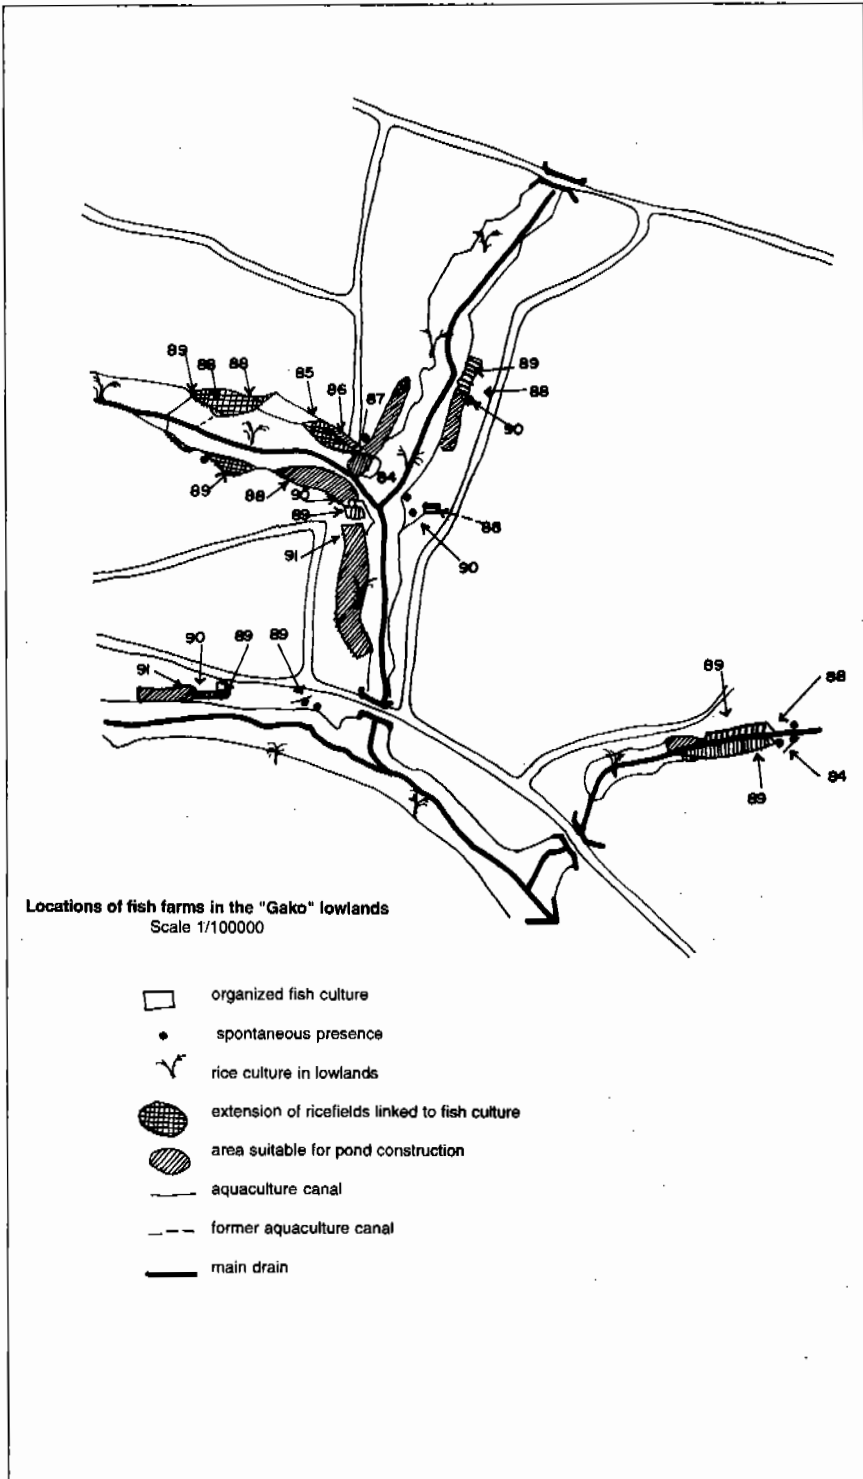 89
88
88
85
86
87
84
89
88
90
89
91
89
88
90
88
90
91
90
89
89
89
88
84
89
Locations of fish farms in the "Gako" lowlands
Scale 1/100000
organized fish culture
spontaneous presence
rice culture in lowlands
extension of ricefields linked to fish culture
area suitable for pond construction
aquaculture canal
former aquaculture canal
main drain